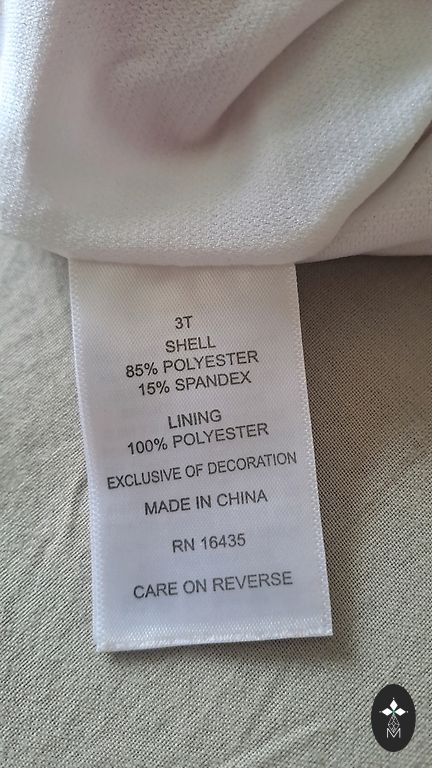 3T
SHELL
85% POLYESTER
15% SPANDEX
LINING
100% POLYESTER
EXCLUSIVE OF DECORATION
MADE IN CHINA
RN 16435
CARE ON REVERSE
M